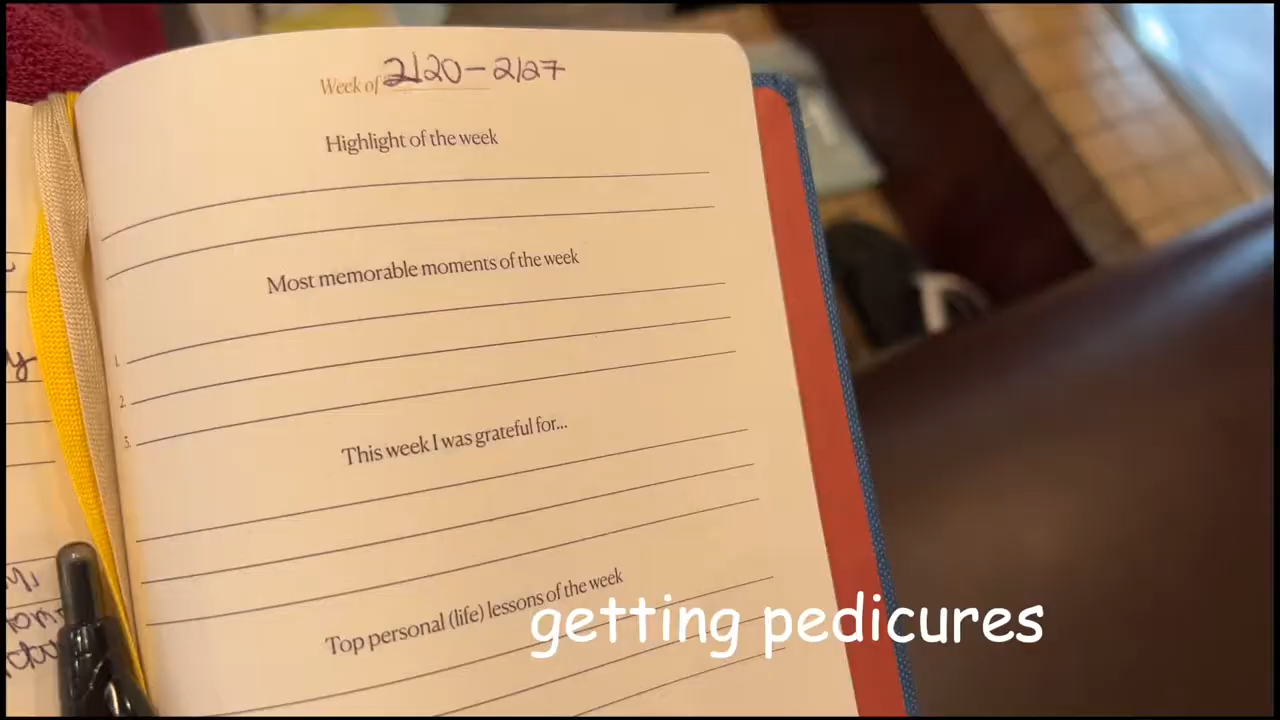 Week of 2/20-2/27
Highlight of the week
Most memorable moments of the week
1.
2.
3.
This week I was grateful for...
Top personal (life) lessons of the week
getting pedicures